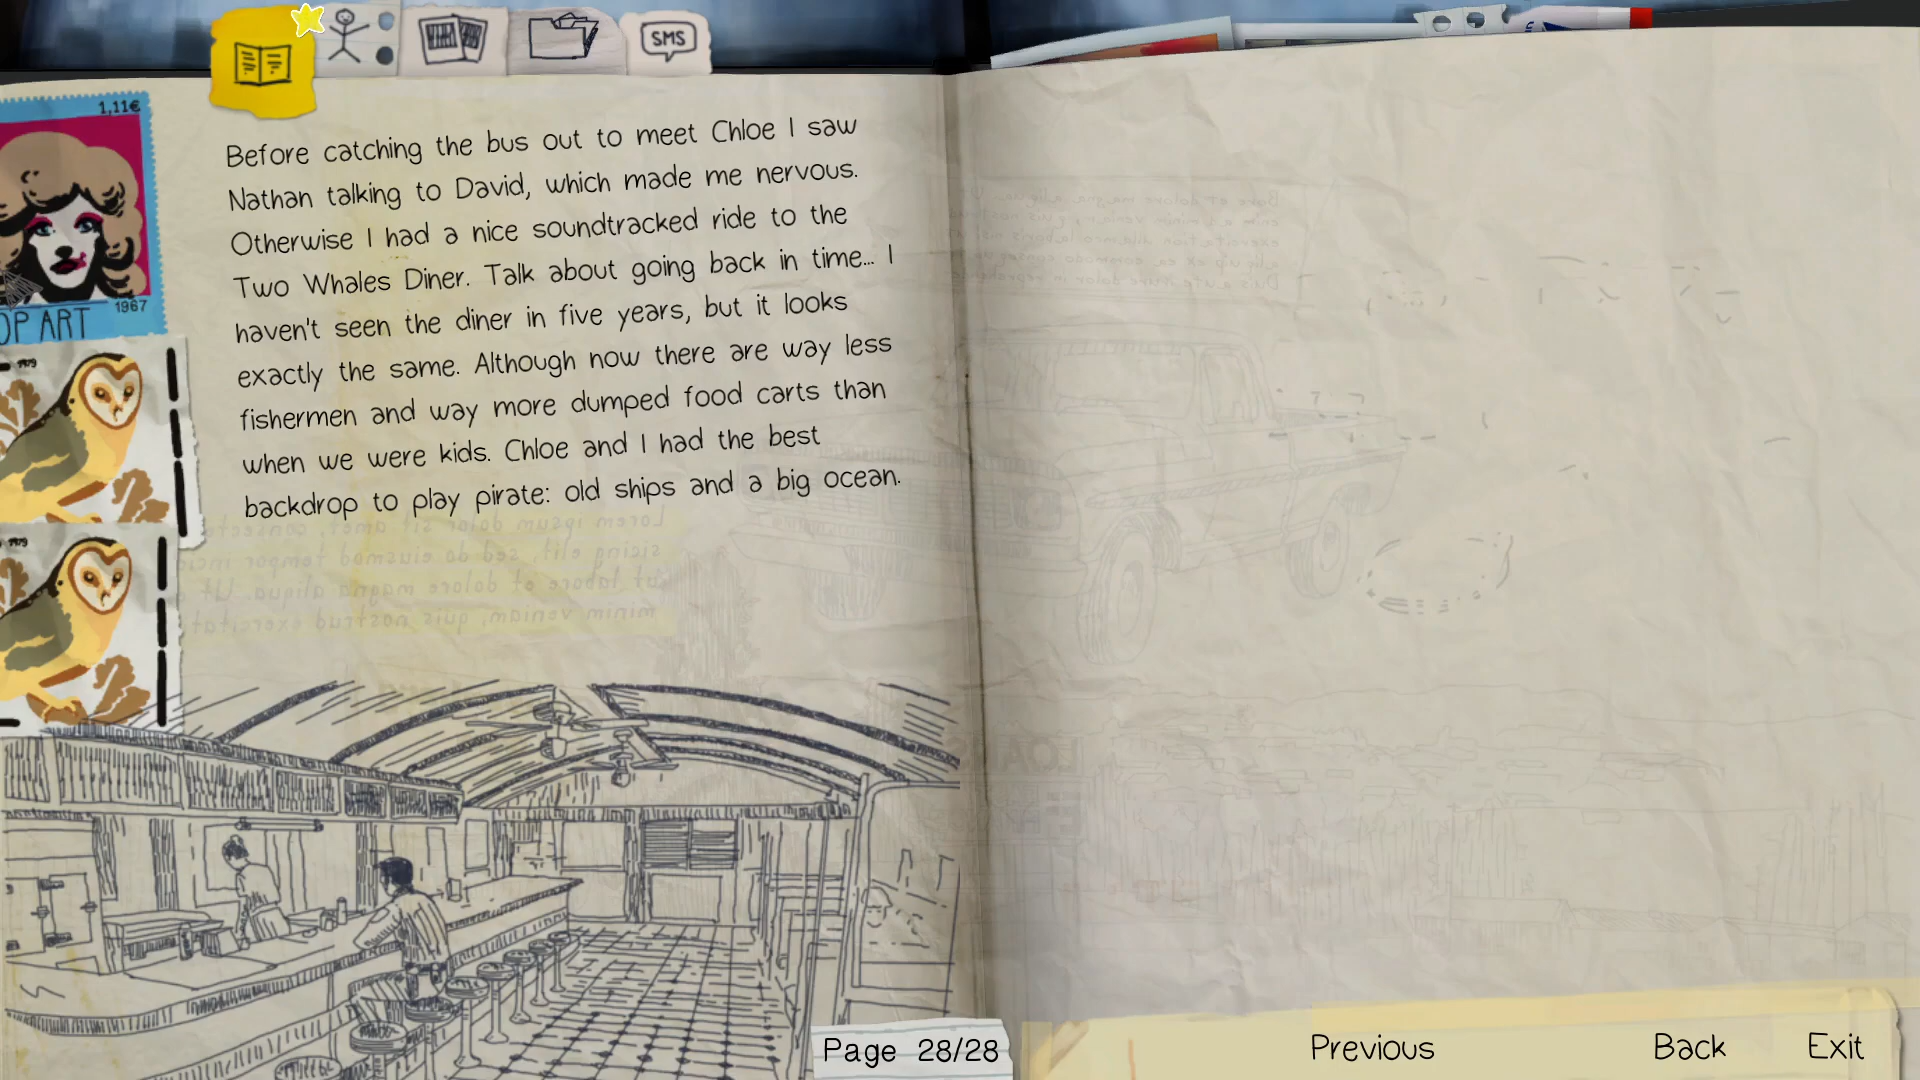 SMS
1,11€
1967
OP ART
1979
1979
Before catching the bus out to meet Chloe I saw
Nathan talking to David, which made me nervous.
Otherwise I had a nice soundtracked ride to the
Two Whales Diner. Talk about going back in time... I
haven't seen the diner in five years, but it looks
exactly the same. Although now there are way less
fishermen and way more dumped food carts than
when we were kids. Chloe and I had the best
backdrop to play pirate: old ships and a big ocean.
Page 28/28
Previous
Back
Exit